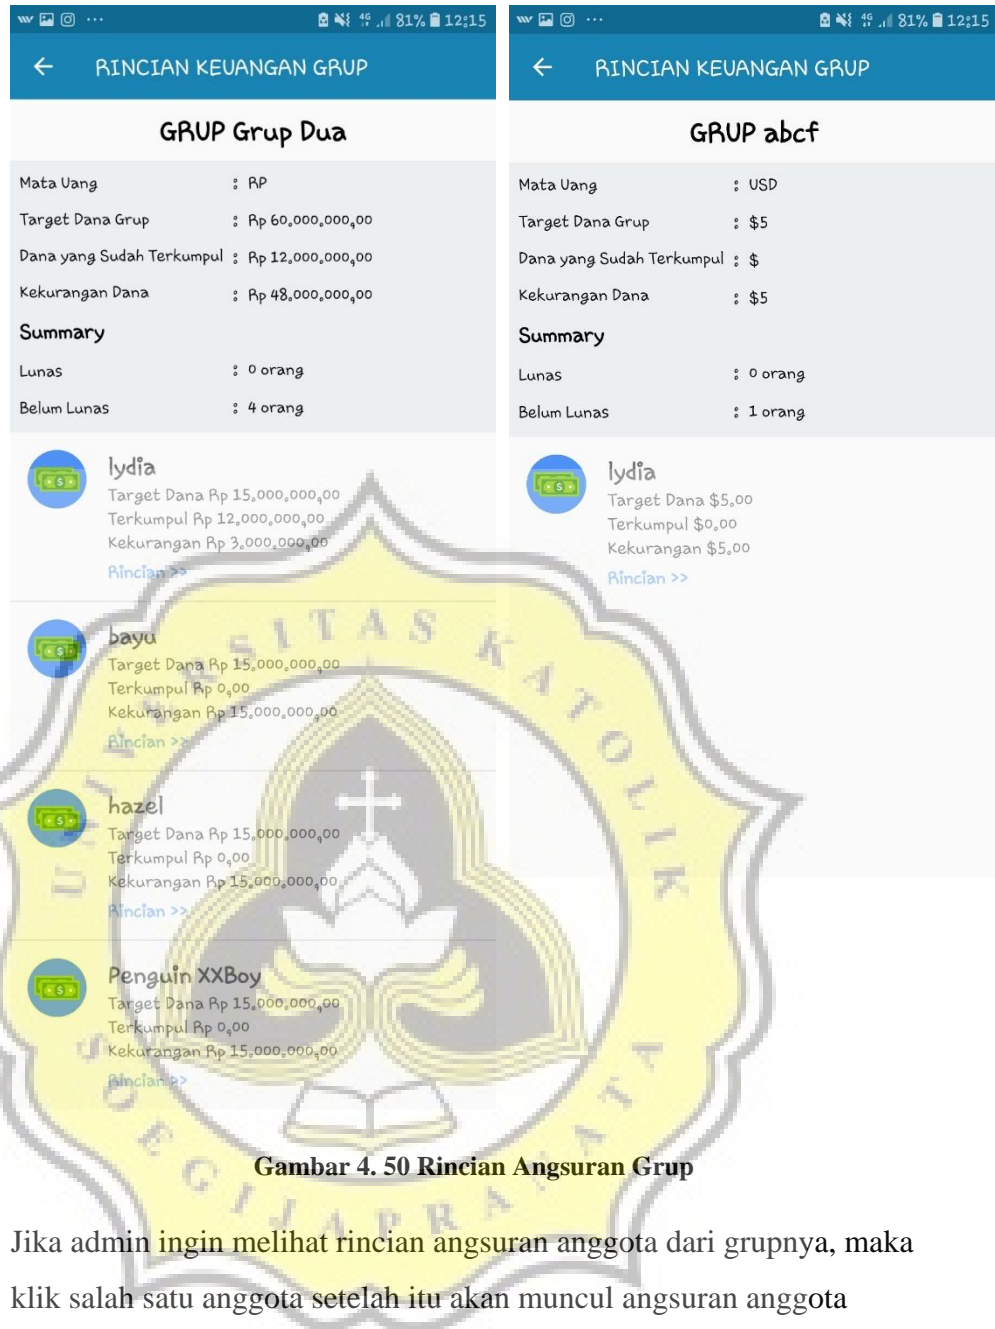 81% 12:15
RINCIAN KEUANGAN GRUP
GRUP Grup Dua
Mata Uang : RP
Target Dana Grup : Rp 60.000.000,00
Dana yang Sudah Terkumpul : Rp 12.000.000,00
Kekurangan Dana : Rp 48.000.000,00
Summary
Lunas : 0 orang
Belum Lunas : 4 orang
lydia
Target Dana Rp 15.000.000,00
Terkumpul Rp 12.000.000,00
Kekurangan Rp 3.000.000,00
Rincian >>
bayu
Target Dana Rp 15.000.000,00
Terkumpul Rp 0,00
Kekurangan Rp 15.000.000,00
Rincian >>
hazel
Target Dana Rp 15.000.000,00
Terkumpul Rp 0,00
Kekurangan Rp 15.000.000,00
Rincian >>
Penguin XXBoy
Target Dana Rp 15.000.000,00
Terkumpul Rp 0,00
Kekurangan Rp 15.000.000,00
Rincian >>
81% 12:15
RINCIAN KEUANGAN GRUP
GRUP abcf
Mata Uang : USD
Target Dana Grup : $5
Dana yang Sudah Terkumpul : $
Kekurangan Dana : $5
Summary
Lunas : 0 orang
Belum Lunas : 1 orang
lydia
Target Dana $5.00
Terkumpul $0.00
Kekurangan $5.00
Rincian >>
UNIVERSITAS KATOLIK
SOEGIJAPRANATA
Gambar 4. 50 Rincian Angsuran Grup
Jika admin ingin melihat rincian angsuran anggota dari grupnya, maka
klik salah satu anggota setelah itu akan muncul angsuran anggota